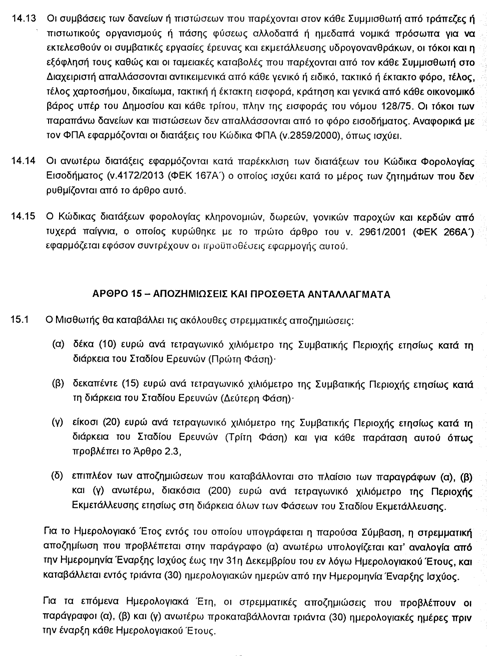 14.13 Οι συμβάσεις των δανείων ή πιστώσεων που παρέχονται στον κάθε Συμμισθωτή από τράπεζες ή
πιστωτικούς οργανισμούς ή πάσης φύσεως αλλοδαπά ή ημεδαπά νομικά πρόσωπα για να
εκτελεσθούν οι συμβατικές εργασίες έρευνας και εκμετάλλευσης υδρογονανθράκων, οι τόκοι και η
εξόφλησή τους καθώς και οι ταμειακές καταβολές που παρέχονται από τον κάθε Συμμισθωτή στο
Διαχειριστή απαλλάσσονται αντικειμενικά από κάθε γενικό ή ειδικό, τακτικό ή έκτακτο φόρο, τέλος,
τέλος χαρτοσήμου, δικαίωμα, τακτική ή έκτακτη εισφορά, κράτηση και γενικά από κάθε οικονομικό
βάρος υπέρ του Δημοσίου και κάθε τρίτου, πλην της εισφοράς του νόμου 128/75. Οι τόκοι των
παραπάνω δανείων και πιστώσεων δεν απαλλάσσονται από το φόρο εισοδήματος. Αναφορικά με
τον ΦΠΑ εφαρμόζονται οι διατάξεις του Κώδικα ΦΠΑ (ν.2859/2000), όπως ισχύει.
14.14 Οι ανωτέρω διατάξεις εφαρμόζονται κατά παρέκκλιση των διατάξεων του Κώδικα Φορολογίας
Εισοδήματος (ν.4172/2013 (ΦΕΚ 167Α΄) ο οποίος ισχύει κατά το μέρος των ζητημάτων που δεν
ρυθμίζονται από το άρθρο αυτό.
14.15 Ο Κώδικας διατάξεων φορολογίας κληρονομιών, δωρεών, γονικών παροχών και κερδών από
τυχερά παίγνια, ο οποίος κυρώθηκε με το πρώτο άρθρο του ν. 2961/2001 (ΦΕΚ 266Α΄)
εφαρμόζεται εφόσον συντρέχουν οι προϋποθέσεις εφαρμογής αυτού.
ΑΡΘΡΟ 15 – ΑΠΟΖΗΜΙΩΣΕΙΣ ΚΑΙ ΠΡΟΣΘΕΤΑ ΑΝΤΑΛΛΑΓΜΑΤΑ
15.1 Ο Μισθωτής θα καταβάλλει τις ακόλουθες στρεμματικές αποζημιώσεις:
(α) δέκα (10) ευρώ ανά τετραγωνικό χιλιόμετρο της Συμβατικής Περιοχής ετησίως κατά τη
διάρκεια του Σταδίου Ερευνών (Πρώτη Φάση)·
(β) δεκαπέντε (15) ευρώ ανά τετραγωνικό χιλιόμετρο της Συμβατικής Περιοχής ετησίως κατά
τη διάρκεια του Σταδίου Ερευνών (Δεύτερη Φάση)·
(γ) είκοσι (20) ευρώ ανά τετραγωνικό χιλιόμετρο της Συμβατικής Περιοχής ετησίως κατά τη
διάρκεια του Σταδίου Ερευνών (Τρίτη Φάση) και για κάθε παράταση αυτού όπως
προβλέπει το Άρθρο 2.3,
(δ) επιπλέον των αποζημιώσεων που καταβάλλονται στο πλαίσιο των παραγράφων (α), (β)
και (γ) ανωτέρω, διακόσια (200) ευρώ ανά τετραγωνικό χιλιόμετρο της Περιοχής
Εκμετάλλευσης ετησίως στη διάρκεια όλων των Φάσεων του Σταδίου Εκμετάλλευσης.
Για το Ημερολογιακό Έτος εντός του οποίου υπογράφεται η παρούσα Σύμβαση, η στρεμματική
αποζημίωση που προβλέπεται στην παράγραφο (α) ανωτέρω υπολογίζεται κατ' αναλογία από
την Ημερομηνία Έναρξης Ισχύος έως την 31η Δεκεμβρίου του εν λόγω Ημερολογιακού Έτους, και
καταβάλλεται εντός τριάντα (30) ημερολογιακών ημερών από την Ημερομηνία Έναρξης Ισχύος.
Για τα επόμενα Ημερολογιακά Έτη, οι στρεμματικές αποζημιώσεις που προβλέπουν οι
παράγραφοι (α), (β) και (γ) ανωτέρω προκαταβάλλονται τριάντα (30) ημερολογιακές ημέρες πριν
την έναρξη κάθε Ημερολογιακού Έτους.